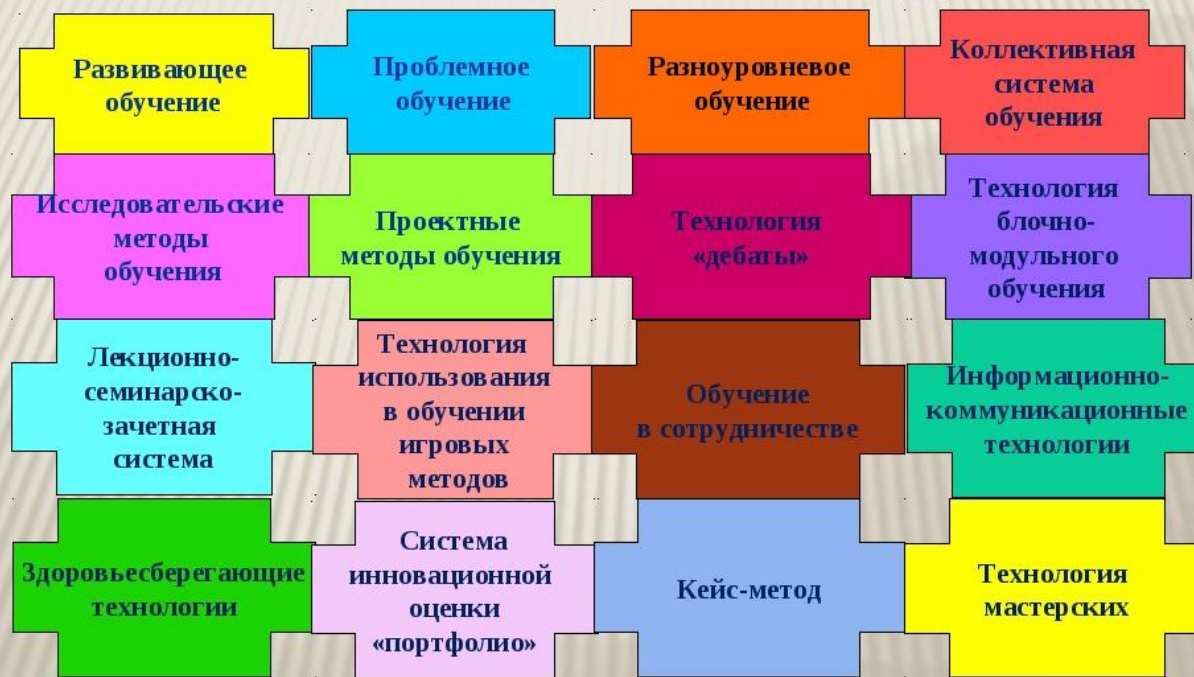 Развивающее
обучение
Проблемное
обучение
Разноуровневое
обучение
Коллективная
система
обучения
Исследовательские
методы
обучения
Проектные
методы обучения
Технология
«дебаты»
Технология
блочно-
модульного
обучения
Лекционно-
семинарско-
зачетная
система
Технология
использования
в обучении
игровых
методов
Обучение
в сотрудничестве
Информационно-
коммуникационные
технологии
Здоровьесберегающие
технологии
Система
инновационной
оценки
«портфолио»
Кейс-метод
Технология
мастерских